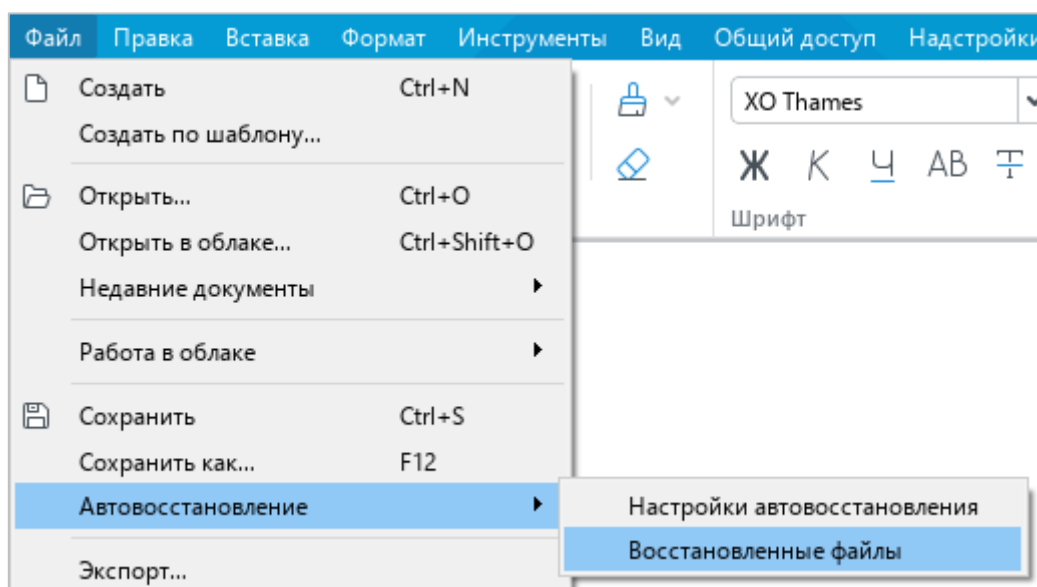 Файл Правка Вставка Формат Инструменты Вид Общий доступ Надстройки
Создать Ctrl+N
Создать по шаблону...
Открыть... Ctrl+O
Открыть в облаке... Ctrl+Shift+O
Недавние документы
Работа в облаке
Сохранить Ctrl+S
Сохранить как... F12
Автовосстановление
Экспорт...
XO Thames
Ж К Ч АВ Т
Шрифт
Настройки автовосстановления
Восстановленные файлы